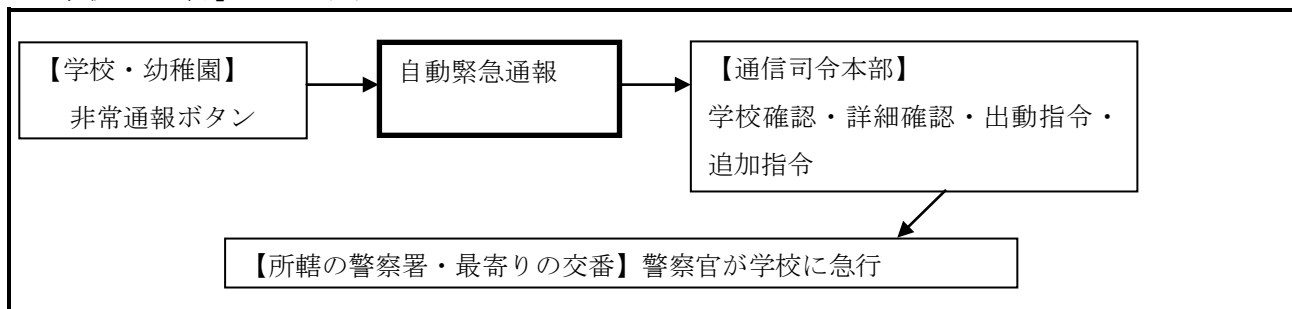 【学校・幼稚園】
非常通報ボタン
自動緊急通報
【通信司令本部】
学校確認・詳細確認・出動指令・
追加指令
【所轄の警察署・最寄りの交番】警察官が学校に急行